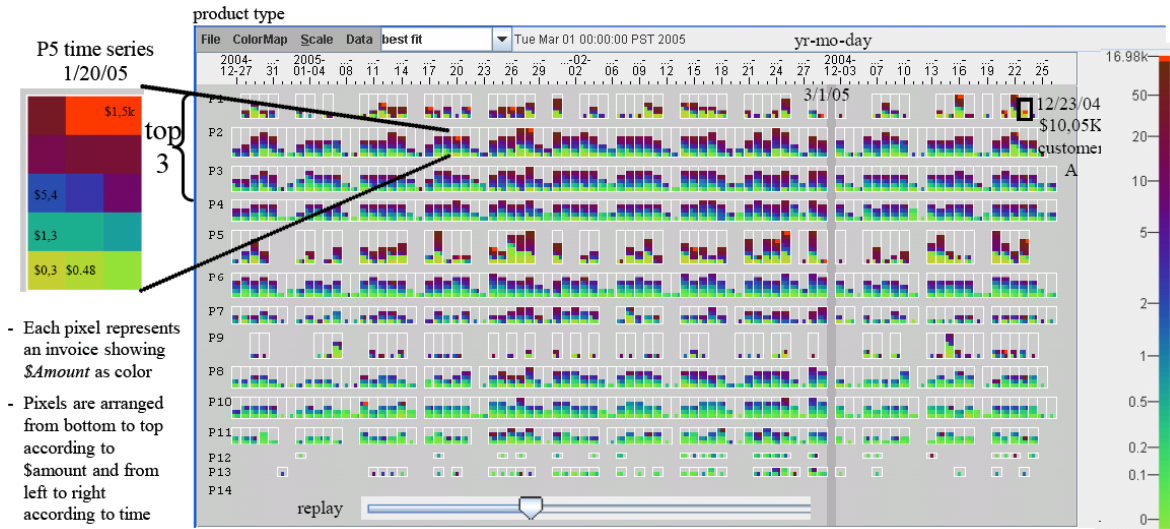 product type
P5 time series
1/20/05
File ColorMap Scale Data best fit Tue Mar 01 00:00:00 PST 2005 yr-mo-day
2004- ...- 2005- ...- ...- ...- ...- ...- ...- ...- ...- ...- ...-02- ...- ...- ...- ...- ...- ...- ...- ...- 2004- ...- ...- ...- ...- ...- ...- ...-
12-27 31 01-04 08 11 14 17 20 23 26 29 02 06 09 12 15 18 21 24 27 12-03 07 10 13 16 19 22 25
16.98k
3/1/05
$1,5k
top
3
P1
P2
P3
P4
P5
P6
P7
P9
P8
P10
P11
P12
P13
P14
12/23/04
$10,05K
customer
A
$5,4
$1,3
$0,3 $0.48
50
20
10
5
2
1
0.5
0.2
0.1
0
- Each pixel represents
an invoice showing
$Amount as color
- Pixels are arranged
from bottom to top
according to
$amount and from
left to right
according to time
replay